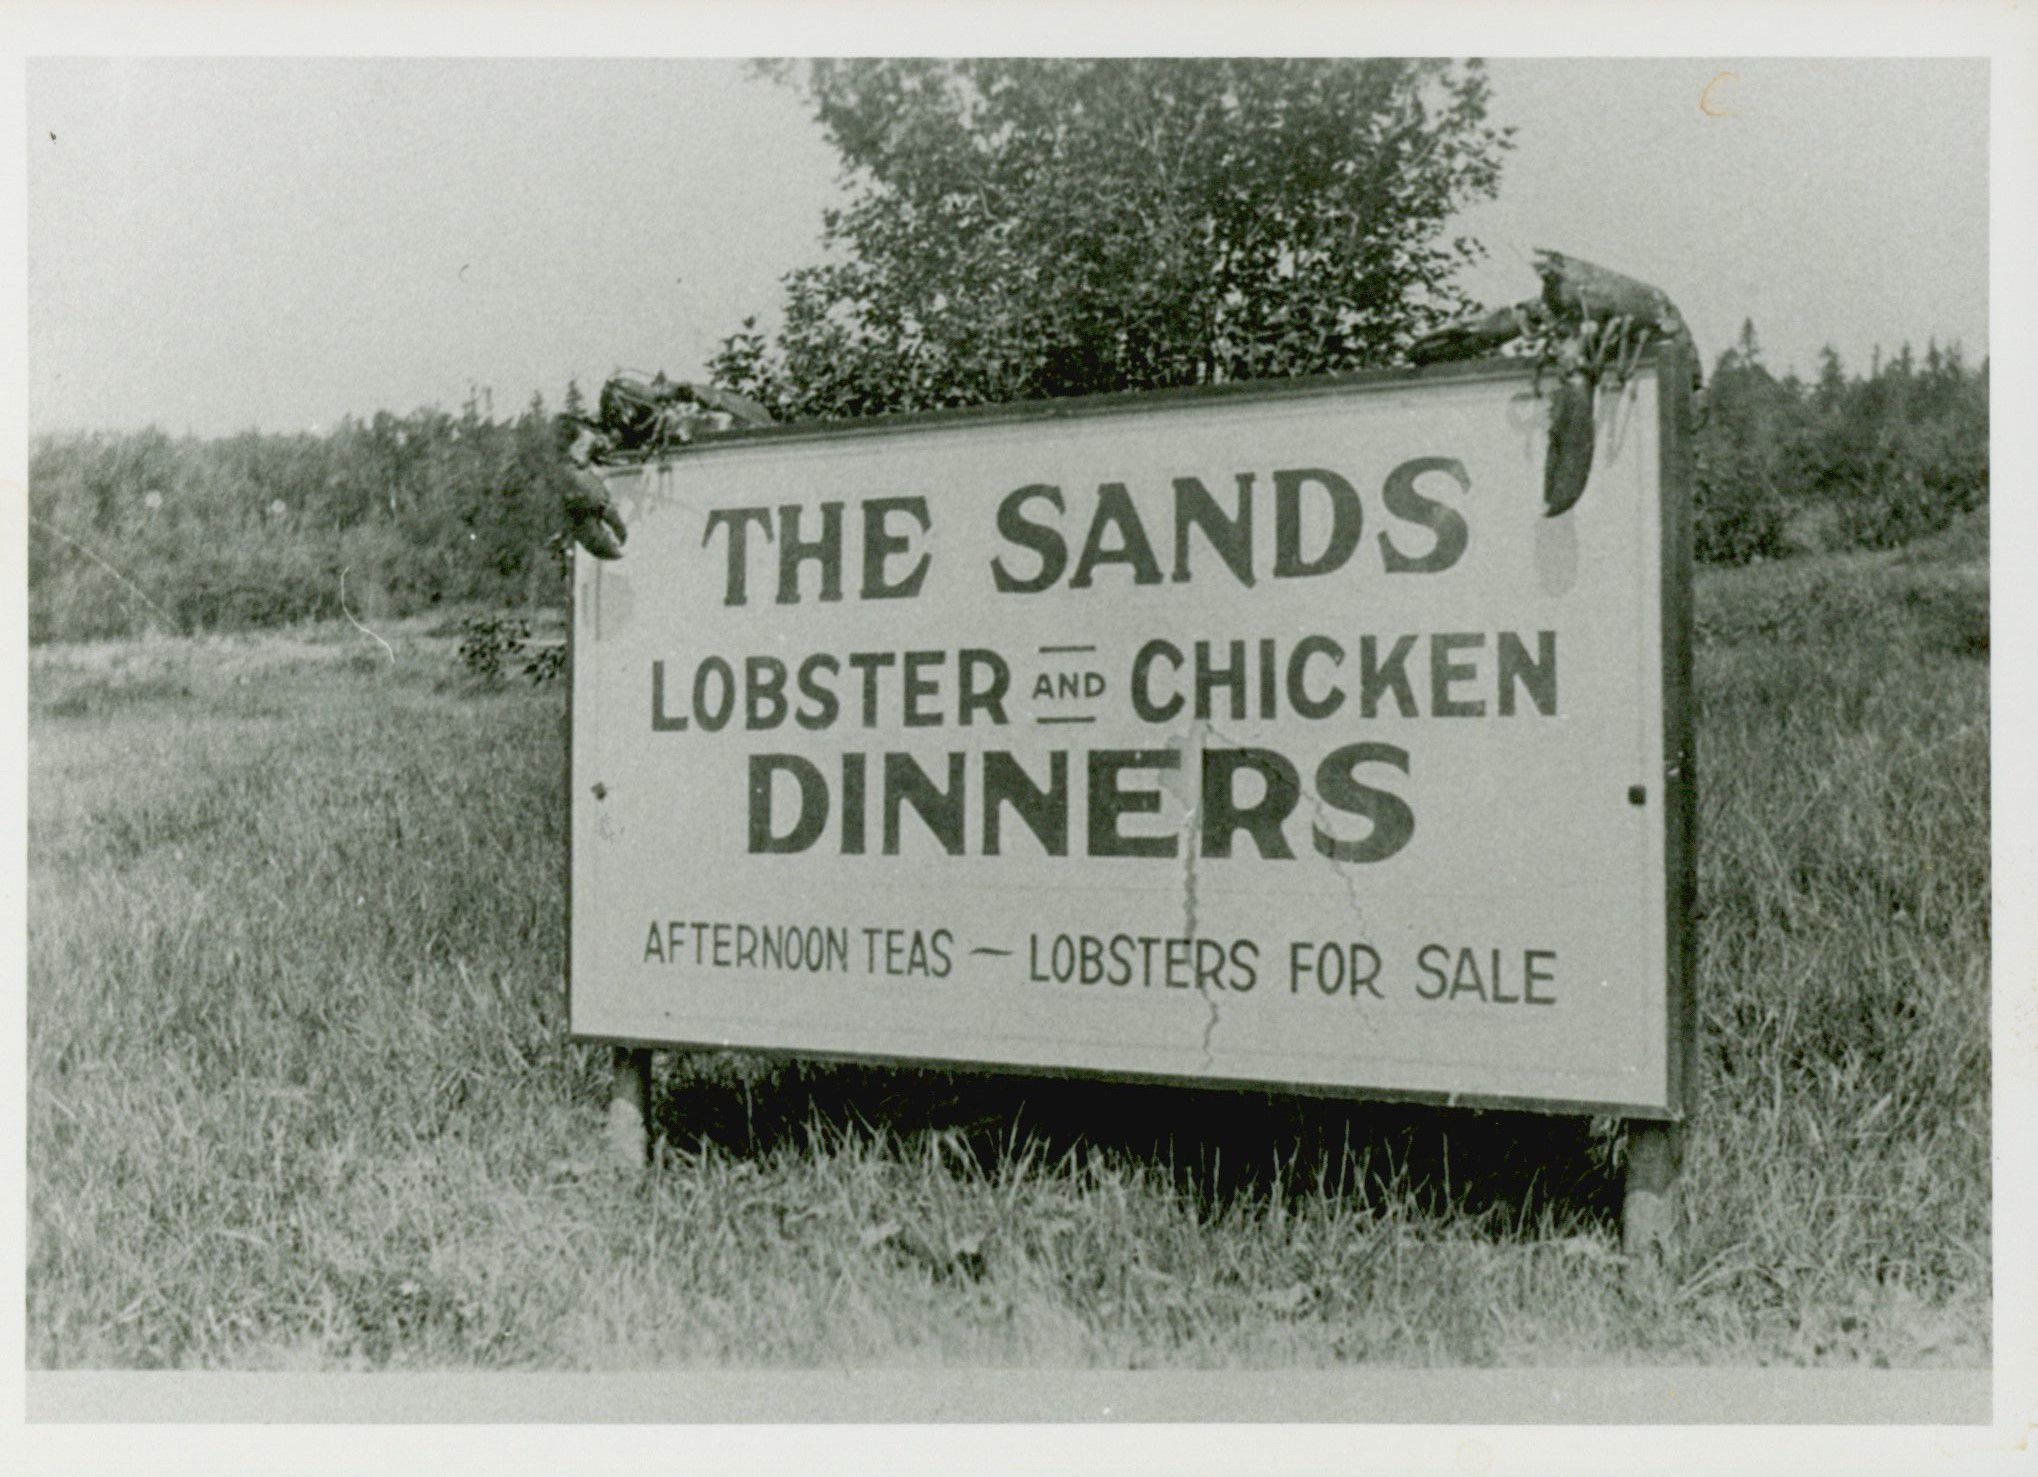 THE SANDS
LOBSTER AND CHICKEN
DINNERS
AFTERNOON TEAS ~ LOBSTERS FOR SALE